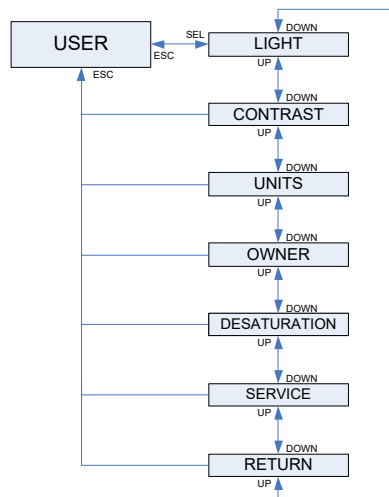 DOWN
USER
SEL
LIGHT
ESC
UP
ESC
DOWN
CONTRAST
UP
DOWN
UNITS
UP
DOWN
OWNER
UP
DOWN
DESATURATION
UP
DOWN
SERVICE
UP
DOWN
RETURN
UP